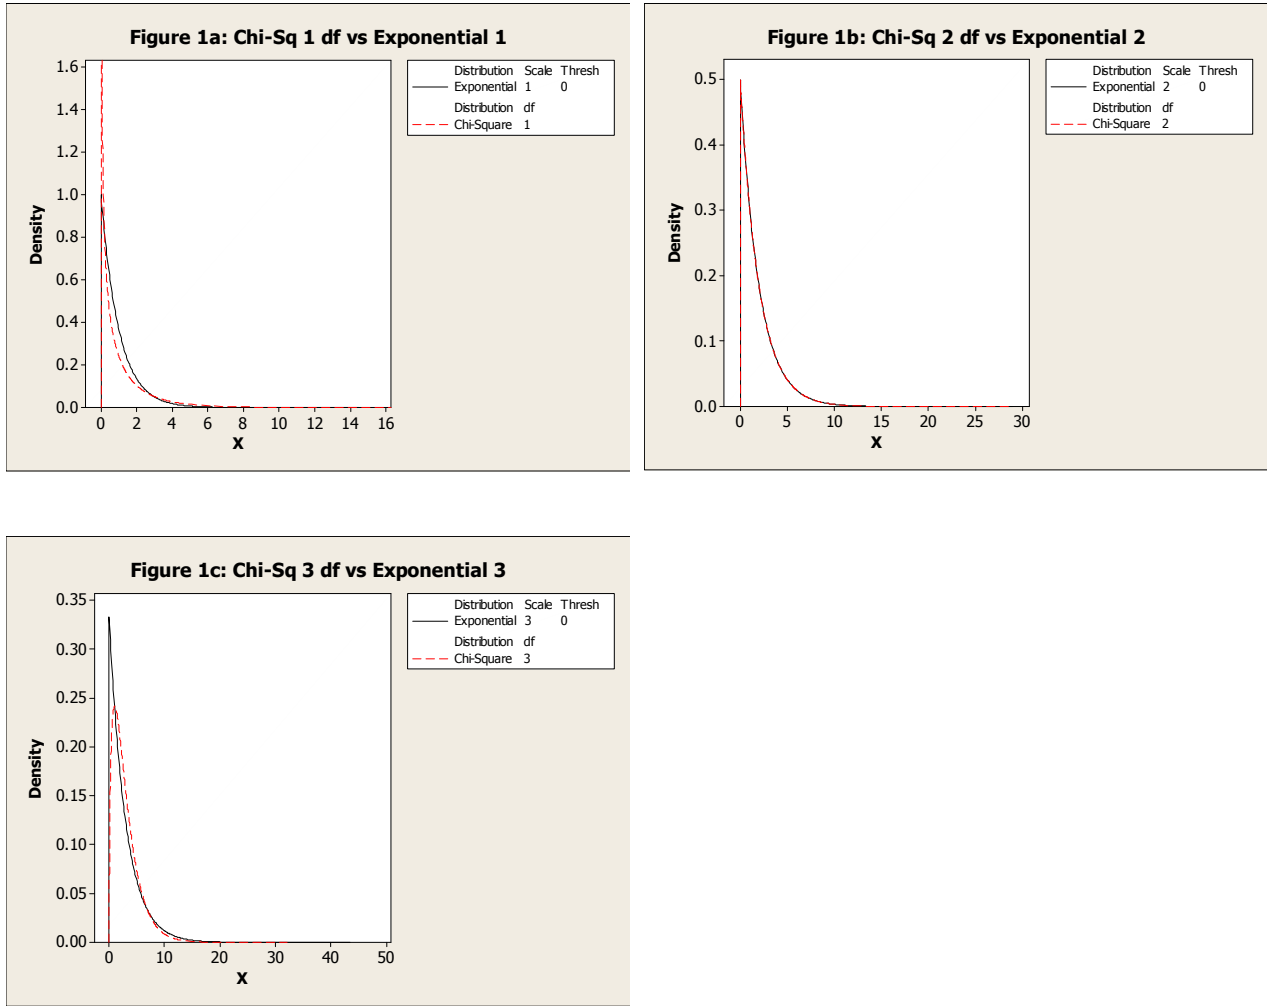 Figure 1a: Chi-Sq 1 df vs Exponential 1
1.6
1.4
1.2
1.0
0.8
0.6
0.4
0.2
0.0
Density
0 2 4 6 8 10 12 14 16
X
Distribution Scale Thresh
Exponential 1 0
Distribution df
Chi-Square 1
Figure 1b: Chi-Sq 2 df vs Exponential 2
0.5
0.4
0.3
0.2
0.1
0.0
Density
0 5 10 15 20 25 30
X
Distribution Scale Thresh
Exponential 2 0
Distribution df
Chi-Square 2
Figure 1c: Chi-Sq 3 df vs Exponential 3
0.35
0.30
0.25
0.20
0.15
0.10
0.05
0.00
Density
0 10 20 30 40 50
X
Distribution Scale Thresh
Exponential 3 0
Distribution df
Chi-Square 3